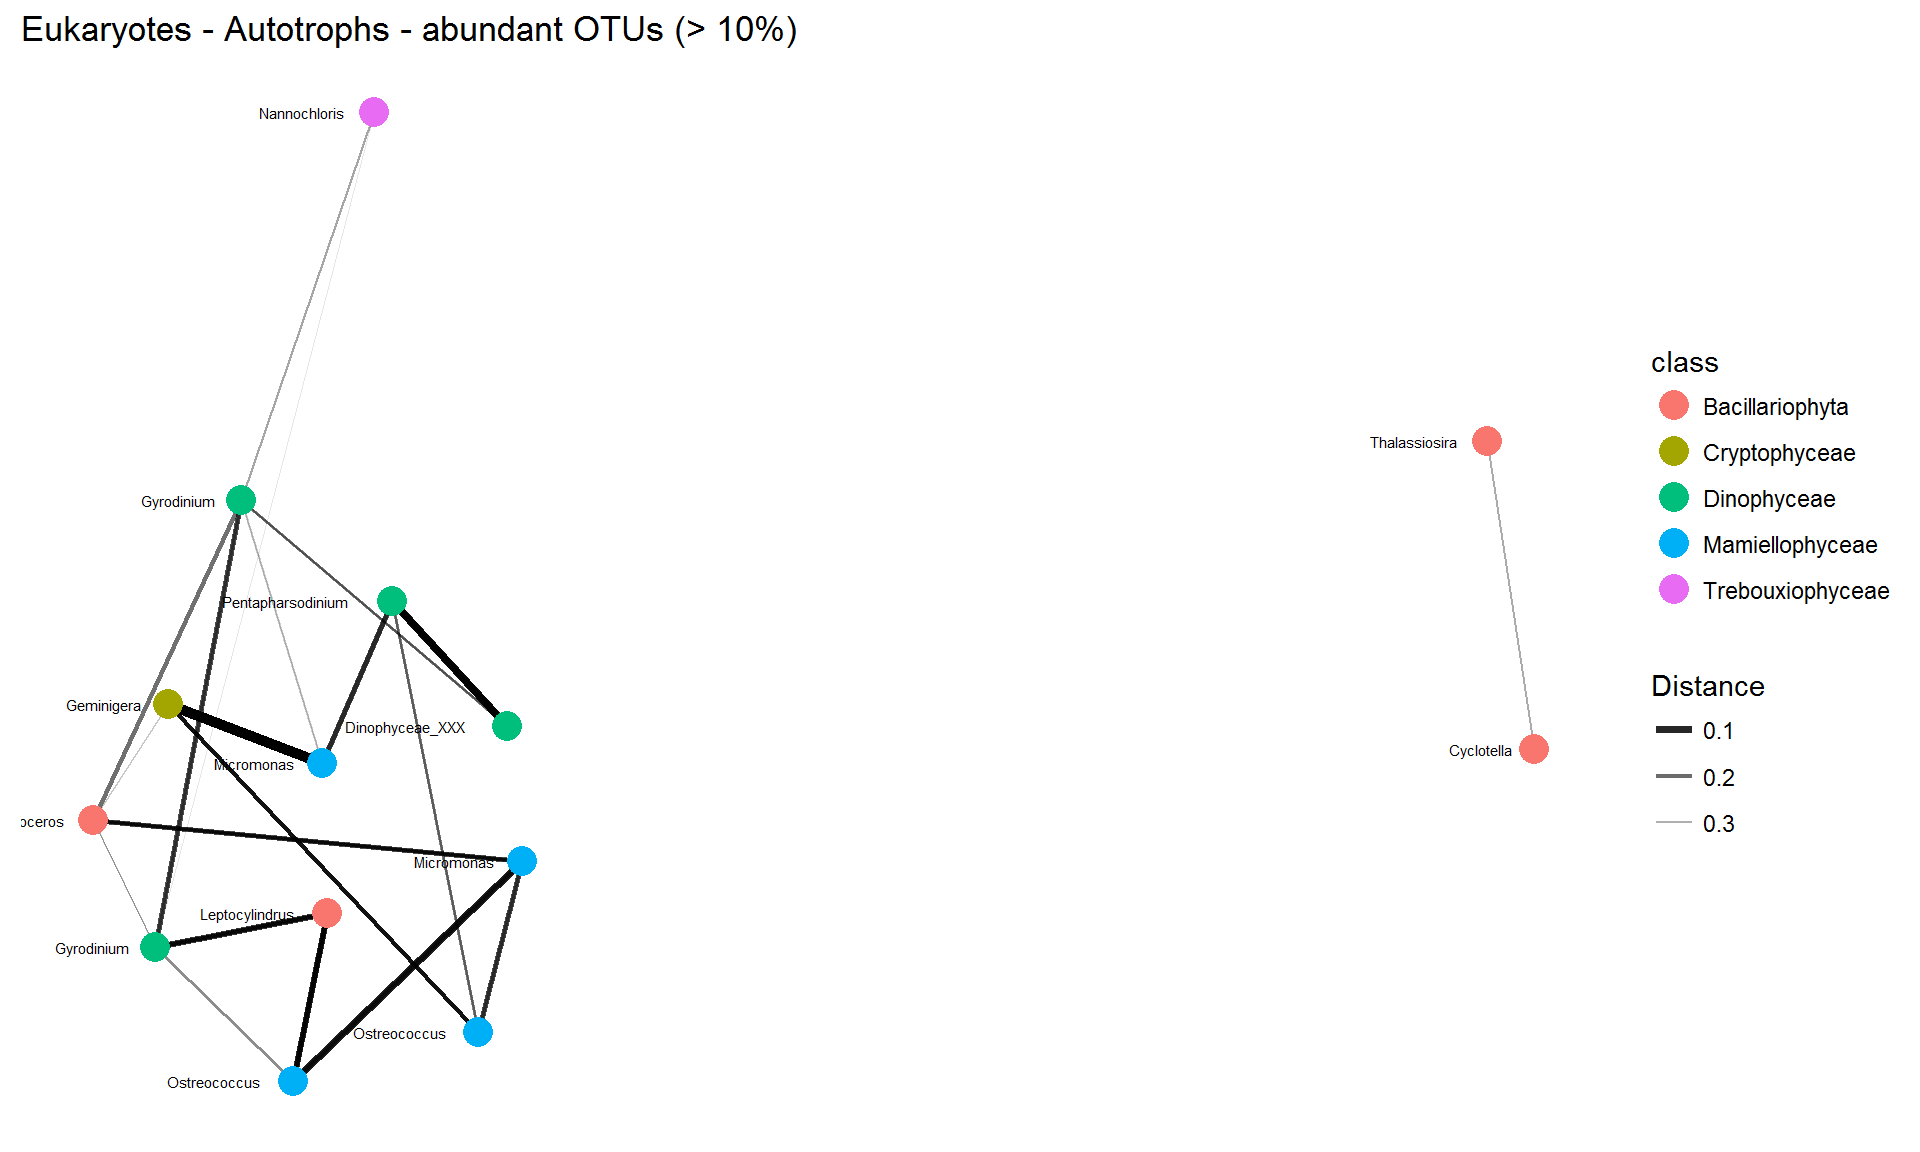 Eukaryotes - Autotrophs - abundant OTUs (> 10%)
Nannochloris
Gyrodinium
Pentapharsodinium
Geminigera
Dinophyceae_XXX
Micromonas
oceros
Micromonas
Leptocylindrus
Gyrodinium
Ostreococcus
Ostreococcus
Thalassiosira
Cyclotella
class
Bacillariophyta
Cryptophyceae
Dinophyceae
Mamiellophyceae
Trebouxiophyceae
Distance
0.1
0.2
0.3